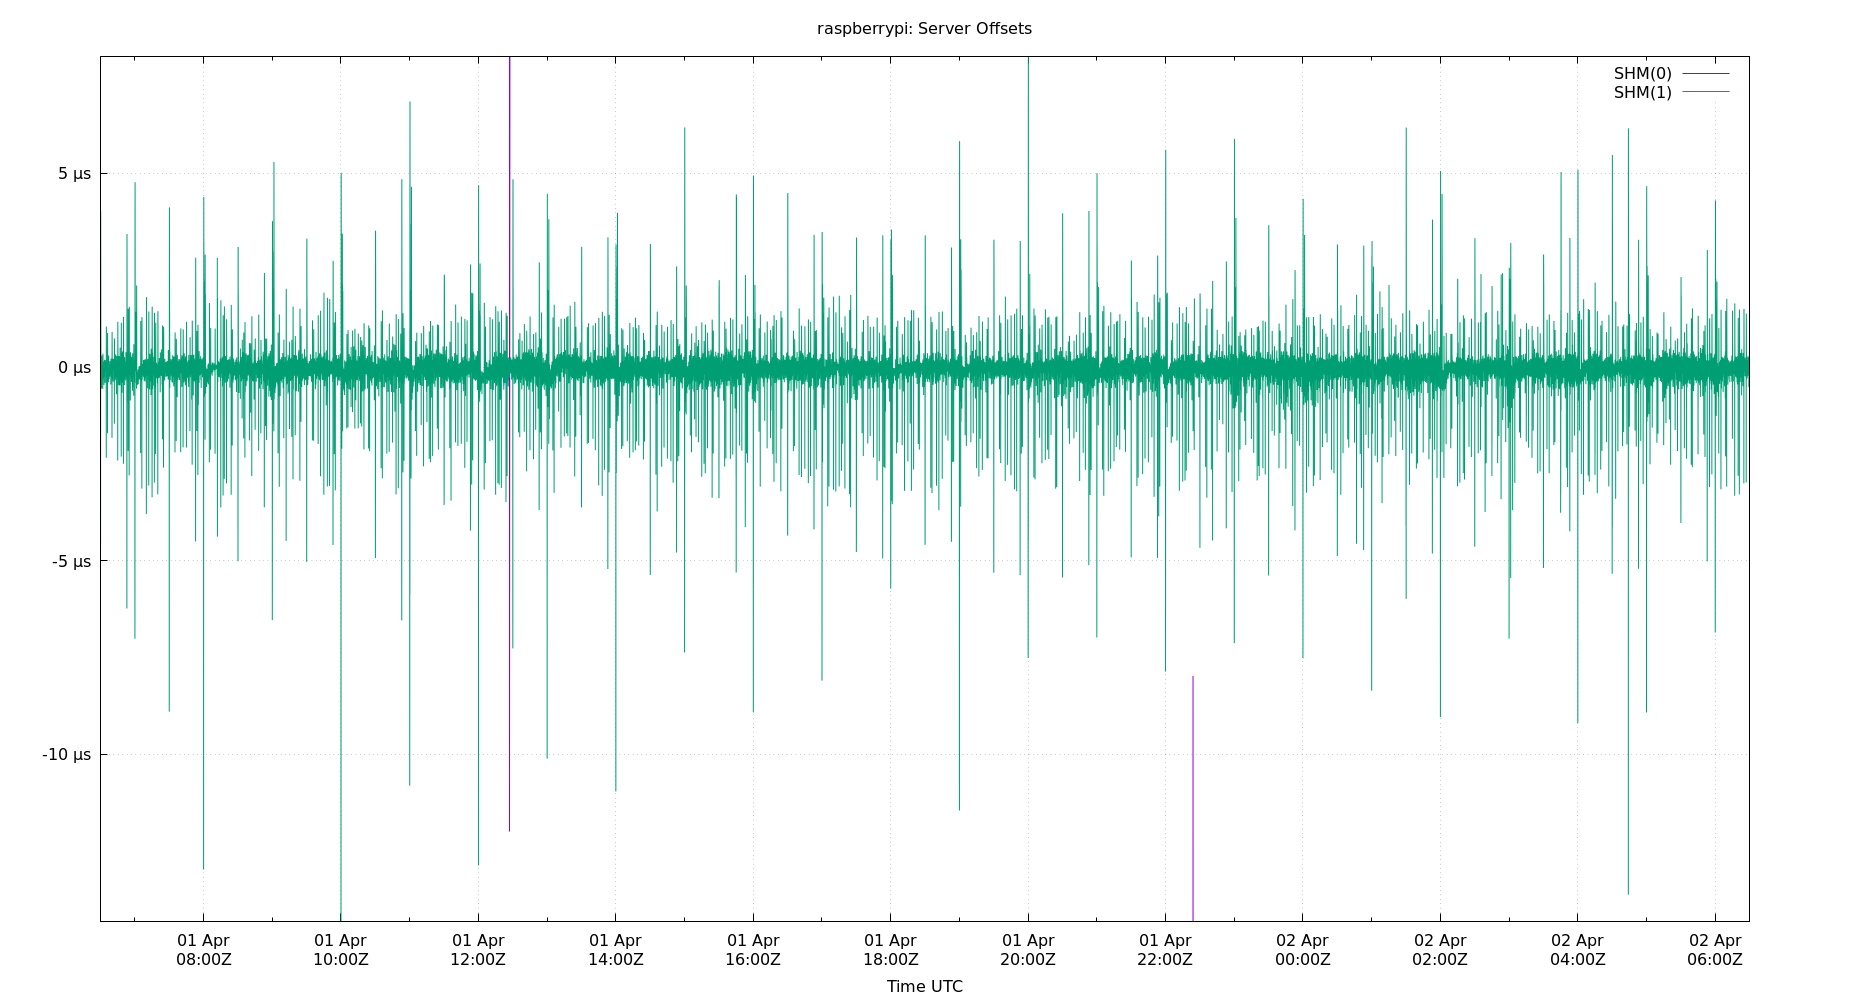 raspberrypi: Server Offsets
SHM(0)
SHM(1)
5 µs
0 µs
-5 µs
-10 µs
01 Apr 01 Apr 01 Apr 01 Apr 01 Apr 01 Apr 01 Apr 01 Apr 02 Apr 02 Apr 02 Apr 02 Apr
08:00Z 10:00Z 12:00Z 14:00Z 16:00Z 18:00Z 20:00Z 22:00Z 00:00Z 02:00Z 04:00Z 06:00Z
Time UTC